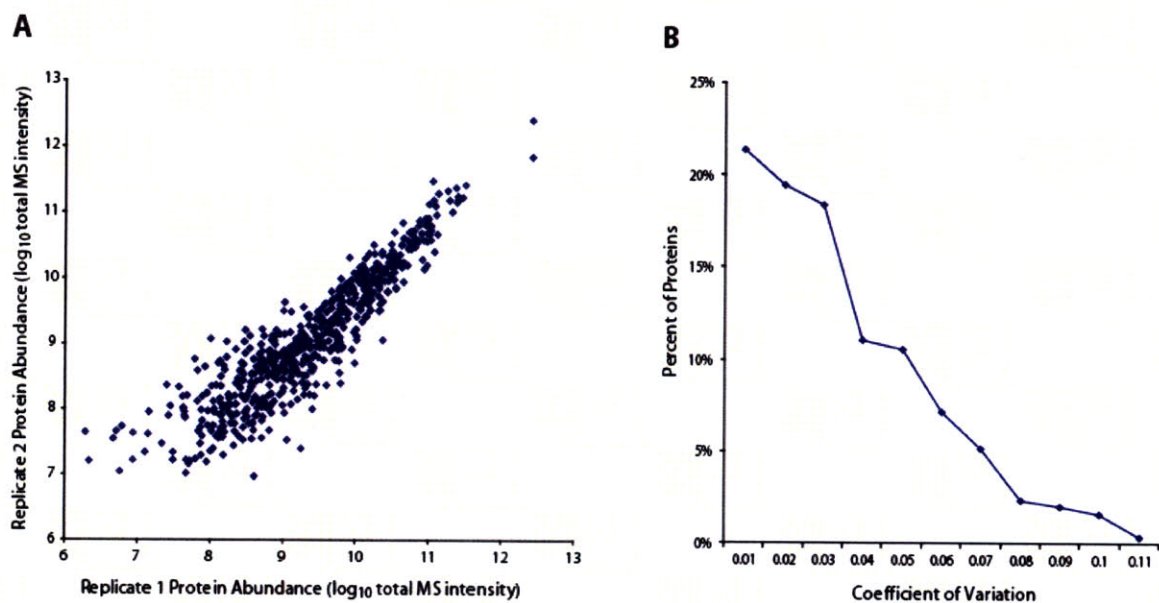 A
Replicate 2 Protein Abundance (log10 total MS intensity)
13
12
11
10
9
8
7
6
6 7 8 9 10 11 12 13
Replicate 1 Protein Abundance (log10 total MS intensity)
B
Percent of Proteins
25%
20%
15%
10%
5%
0%
0.01 0.02 0.03 0.04 0.05 0.06 0.07 0.08 0.09 0.1 0.11
Coefficient of Variation